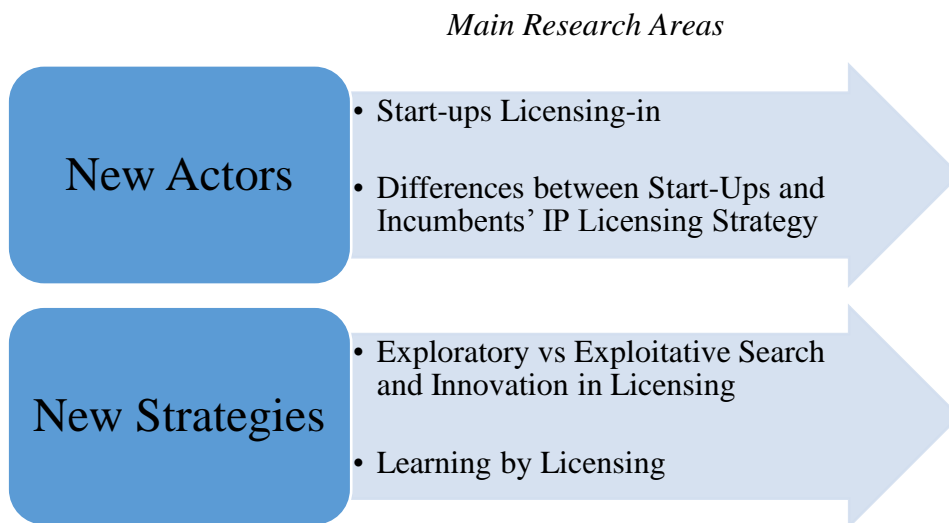 Main Research Areas
New Actors
• Start-ups Licensing-in
• Differences between Start-Ups and
Incumbents’ IP Licensing Strategy
New Strategies
• Exploratory vs Exploitative Search
and Innovation in Licensing
• Learning by Licensing